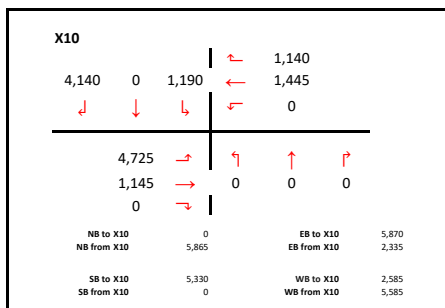 X10
1,140
4,140 0 1,190 1,445
0
4,725
1,145 0 0 0
0
NB to X10 0 EB to X10 5,870
NB from X10 5,865 EB from X10 2,335
SB to X10 5,330 WB to X10 2,585
SB from X10 0 WB from X10 5,585